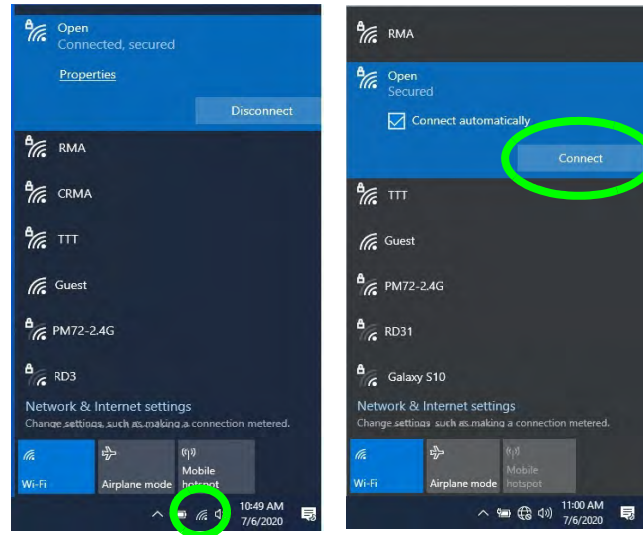 Open
Connected, secured
Properties
Disconnect
RMA
CRMA
TTT
Guest
PM72-2.4G
RD3
Network & Internet settings
Change settings, such as making a connection metered.
Wi-Fi
Airplane mode
Mobile
hotspot
10:49 AM
7/6/2020
RMA
Open
Secured
Connect automatically
Connect
TTT
Guest
PM72-2.4G
RD31
Galaxy S10
Network & Internet settings
Change settings such as making a connection metered.
Wi-Fi
Airplane mode
Mobile
hotspot
11:00 AM
7/6/2020